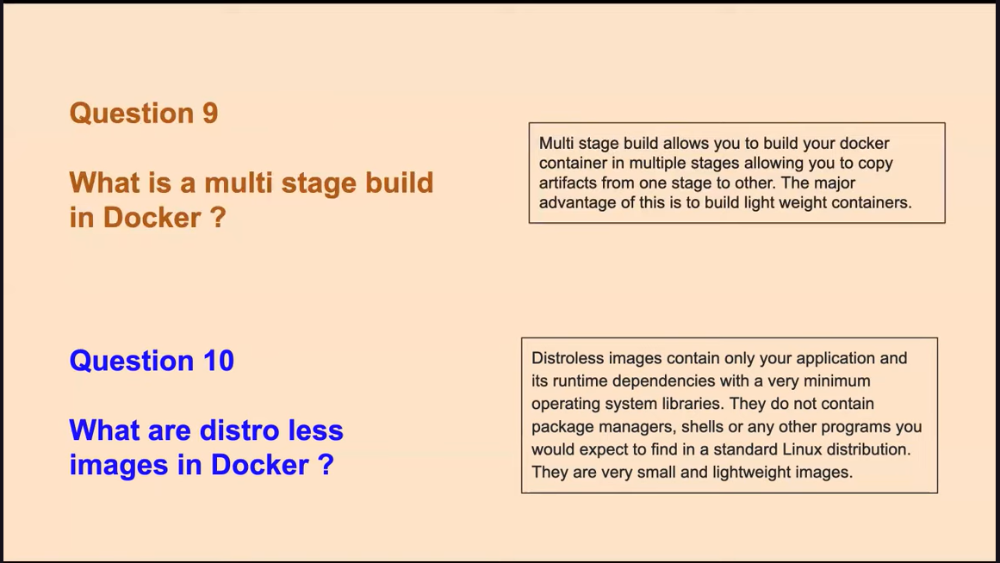 Question 9
What is a multi stage build
in Docker ?
Multi stage build allows you to build your docker
container in multiple stages allowing you to copy
artifacts from one stage to other. The major
advantage of this is to build light weight containers.
Question 10
What are distro less
images in Docker ?
Distroless images contain only your application and
its runtime dependencies with a very minimum
operating system libraries. They do not contain
package managers, shells or any other programs you
would expect to find in a standard Linux distribution.
They are very small and lightweight images.